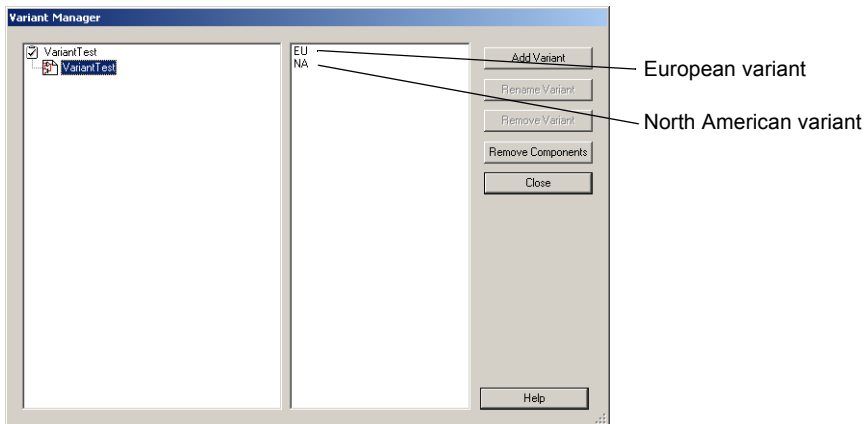 Variant Manager
VariantTest
VariantTest
EU
NA
Add Variant
Rename Variant
Remove Variant
Remove Components
Close
Help
European variant
North American variant